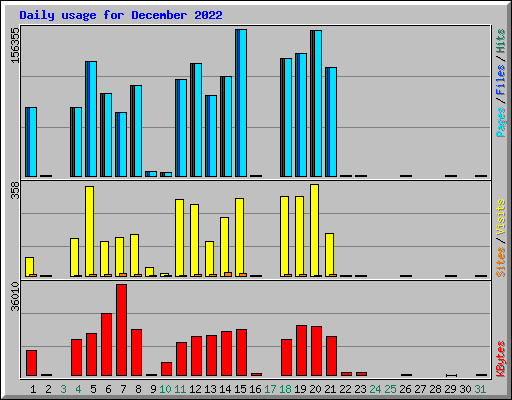 Daily usage for December 2022
156355
Pages / Files / Hits
358
Sites / Visits
36010
KBytes
1 2 3 4 5 6 7 8 9 10 11 12 13 14 15 16 17 18 19 20 21 22 23 24 25 26 27 28 29 30 31